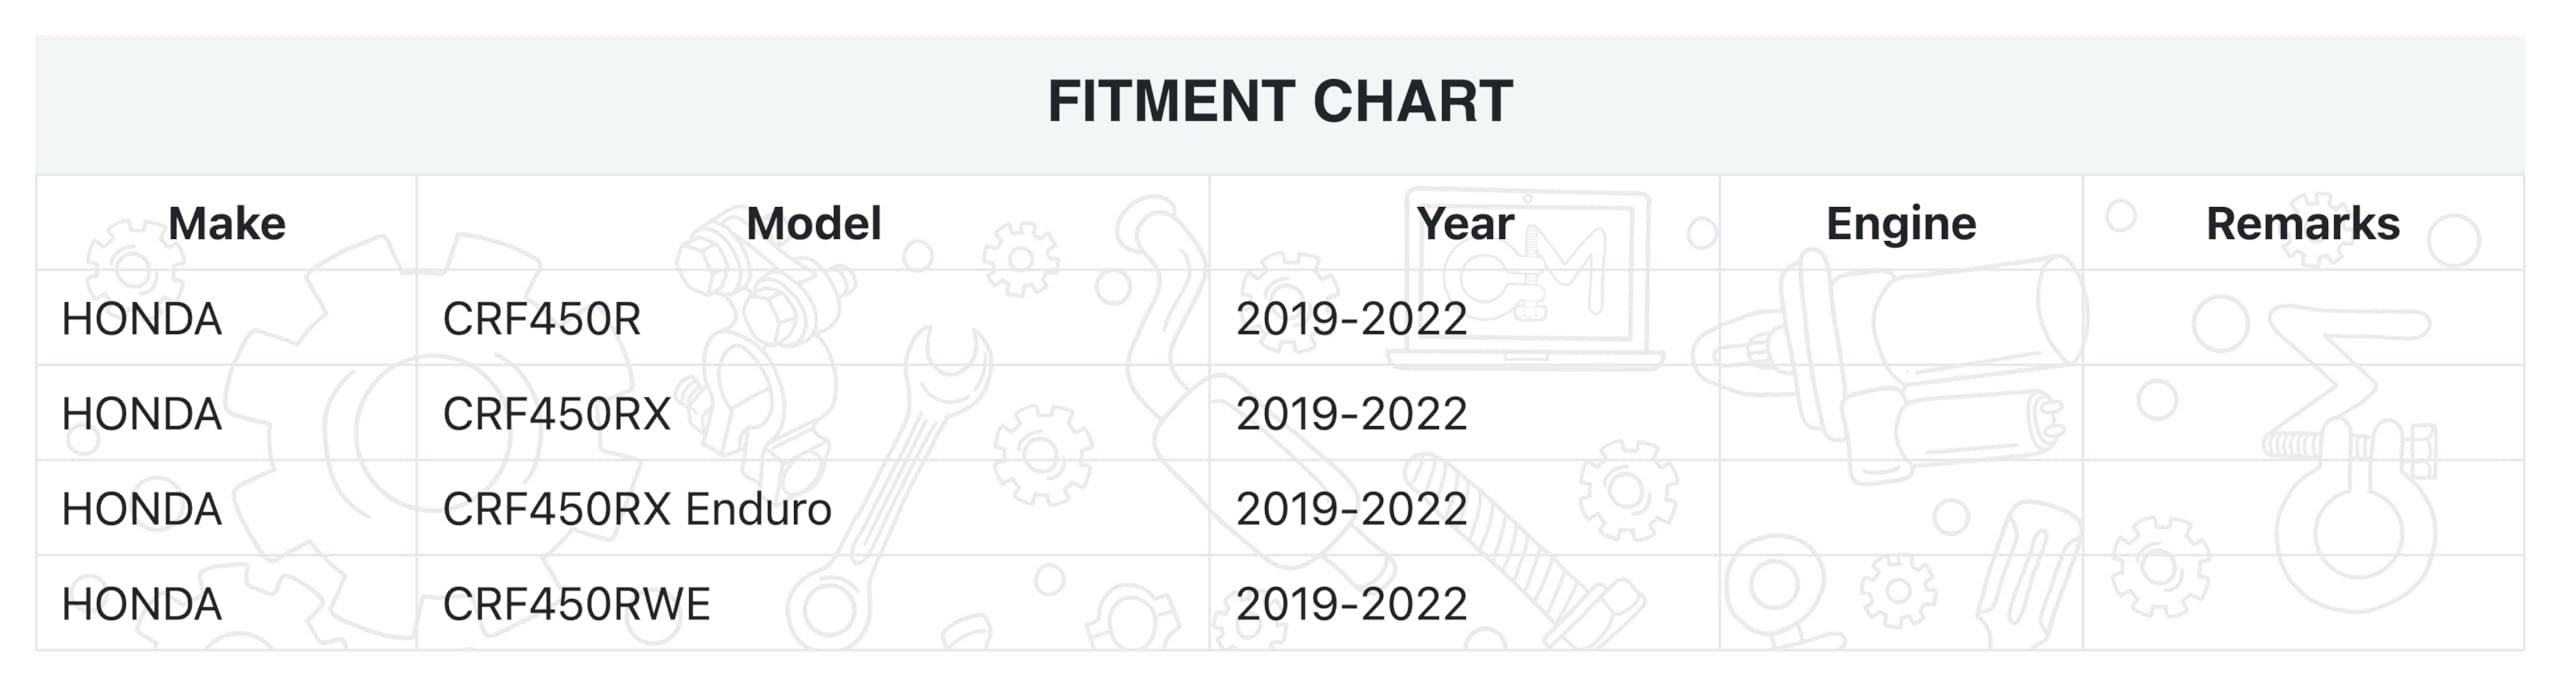 FITMENT CHART
Make Model Year Engine Remarks
HONDA CRF450R 2019-2022
HONDA CRF450RX 2019-2022
HONDA CRF450RX Enduro 2019-2022
HONDA CRF450RWE 2019-2022